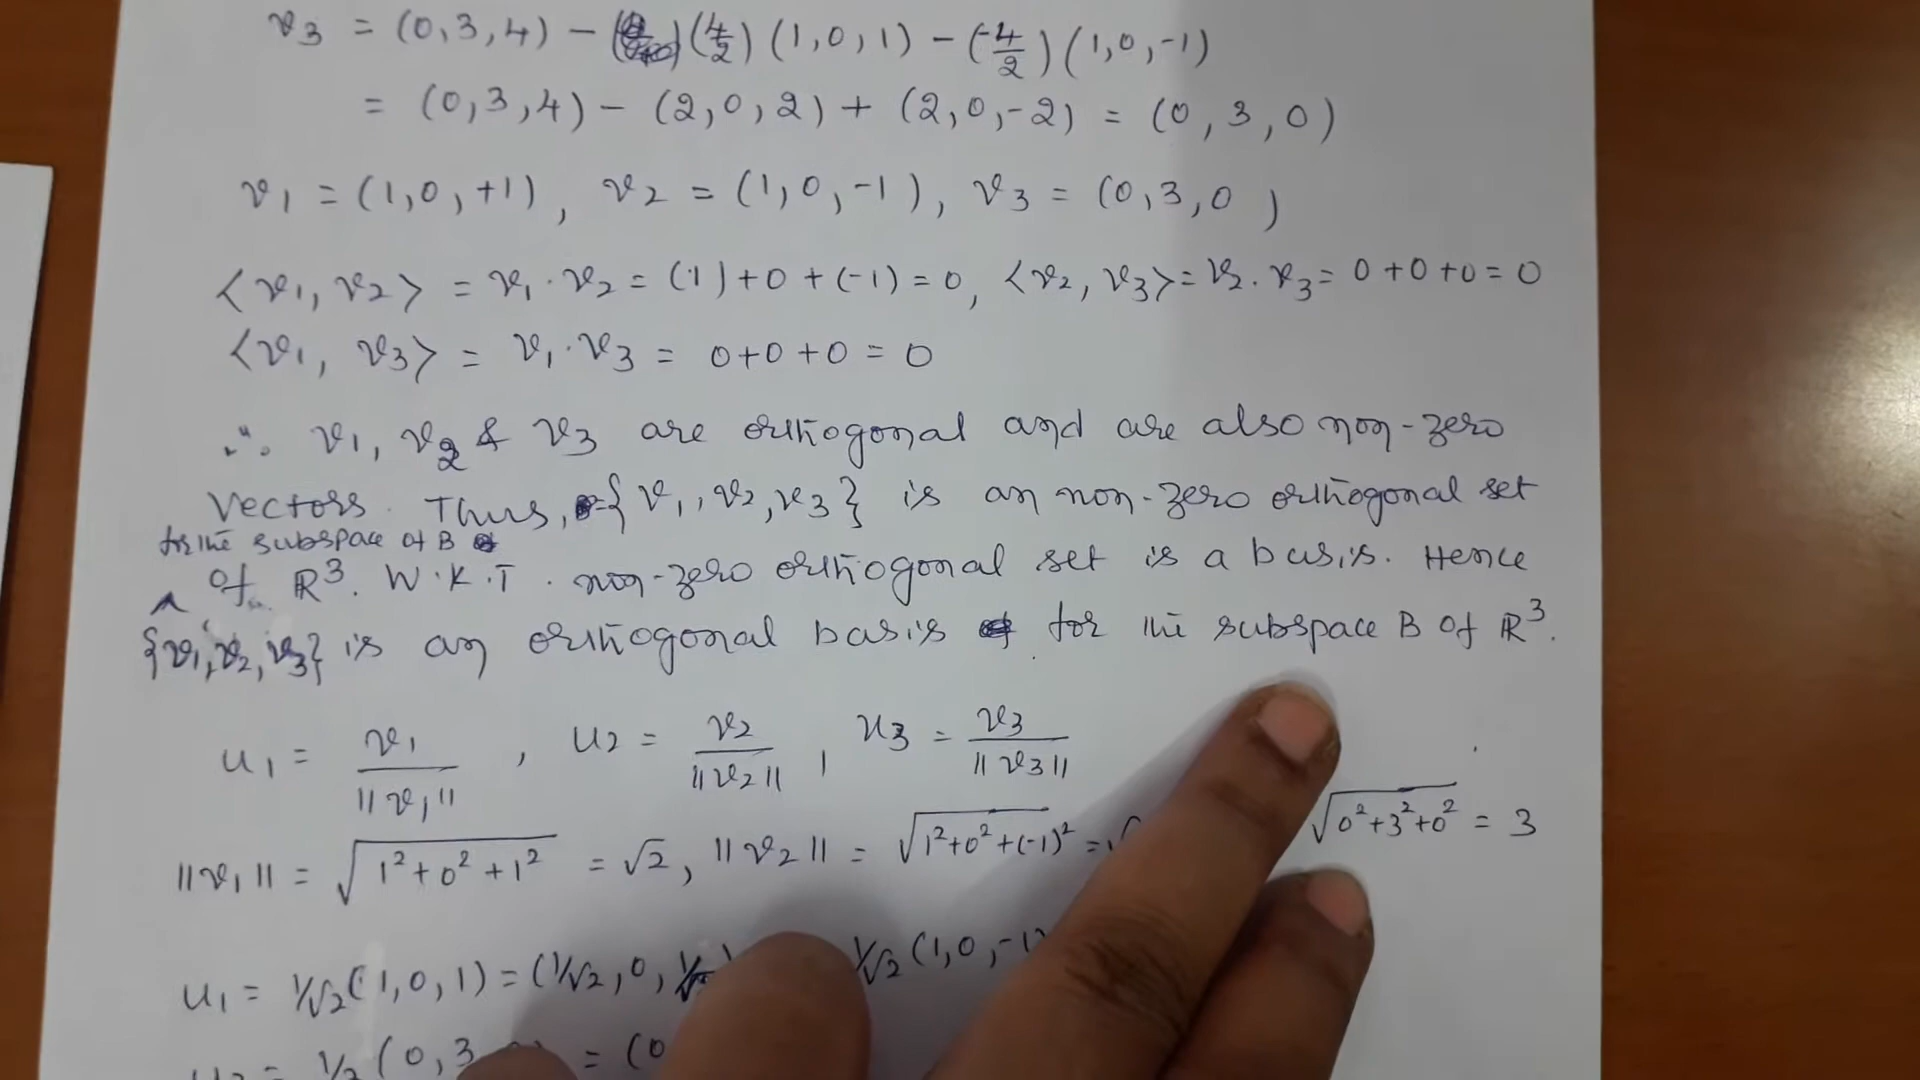 v3 = (0,3,4) - (4/2) (1,0,1) - (-4/2) (1,0,-1)
= (0,3,4) - (2,0,2) + (2,0,-2) = (0,3,0)
v1 = (1,0,+1), v2 = (1,0,-1), v3 = (0,3,0)
<v1, v2> = v1 · v2 = (1)+0+(-1) = 0, <v2, v3> = v2 · v3 = 0+0+0 = 0
<v1, v3> = v1 · v3 = 0+0+0 = 0
∴ v1, v2 & v3 are orthogonal and are also non-zero
vectors. Thus, {v1, v2, v3} is an non-zero orthogonal set
for the subspace of B
of R³. W.K.T. non-zero orthogonal set is a basis. Hence
{v1, v2, v3} is an orthogonal basis for the subspace B of R³.
u1 = v1/||v1||, u2 = v2/||v2||, u3 = v3/||v3||
||v1|| = √(1²+0²+1²) = √2, ||v2|| = √(1²+0²+(-1)²) = √(0²+3²+0²) = 3
u1 = 1/√2 (1,0,1) = (1/√2, 0, 1/√2 (1,0,-1)
(0,3 = (0